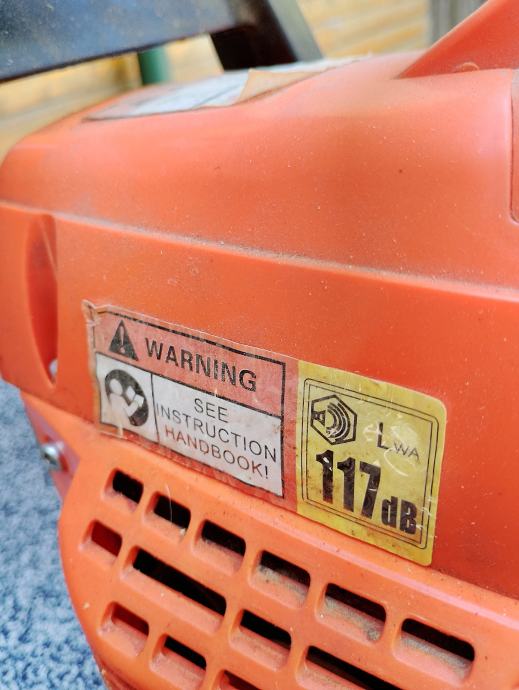 WARNING
SEE
INSTRUCTION
HANDBOOK!
LWA
117dB